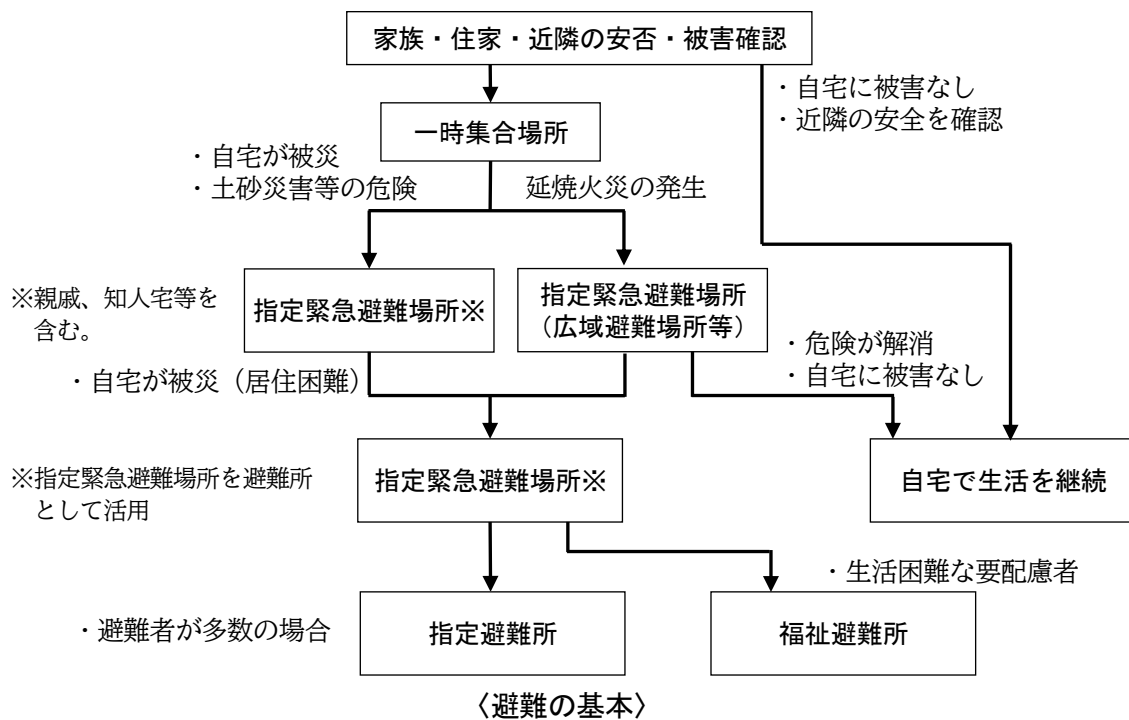 家族・住家・近隣の安否・被害確認
・自宅に被害なし
・近隣の安全を確認
一時集合場所
・自宅が被災
・土砂災害等の危険
延焼火災の発生
※親戚、知人宅等を
含む。
指定緊急避難場所※
指定緊急避難場所
（広域避難場所等）
・危険が解消
・自宅に被害なし
・自宅が被災（居住困難）
※指定緊急避難場所を避難所
として活用
指定緊急避難場所※
自宅で生活を継続
・生活困難な要配慮者
・避難者が多数の場合
指定避難所
福祉避難所
〈避難の基本〉